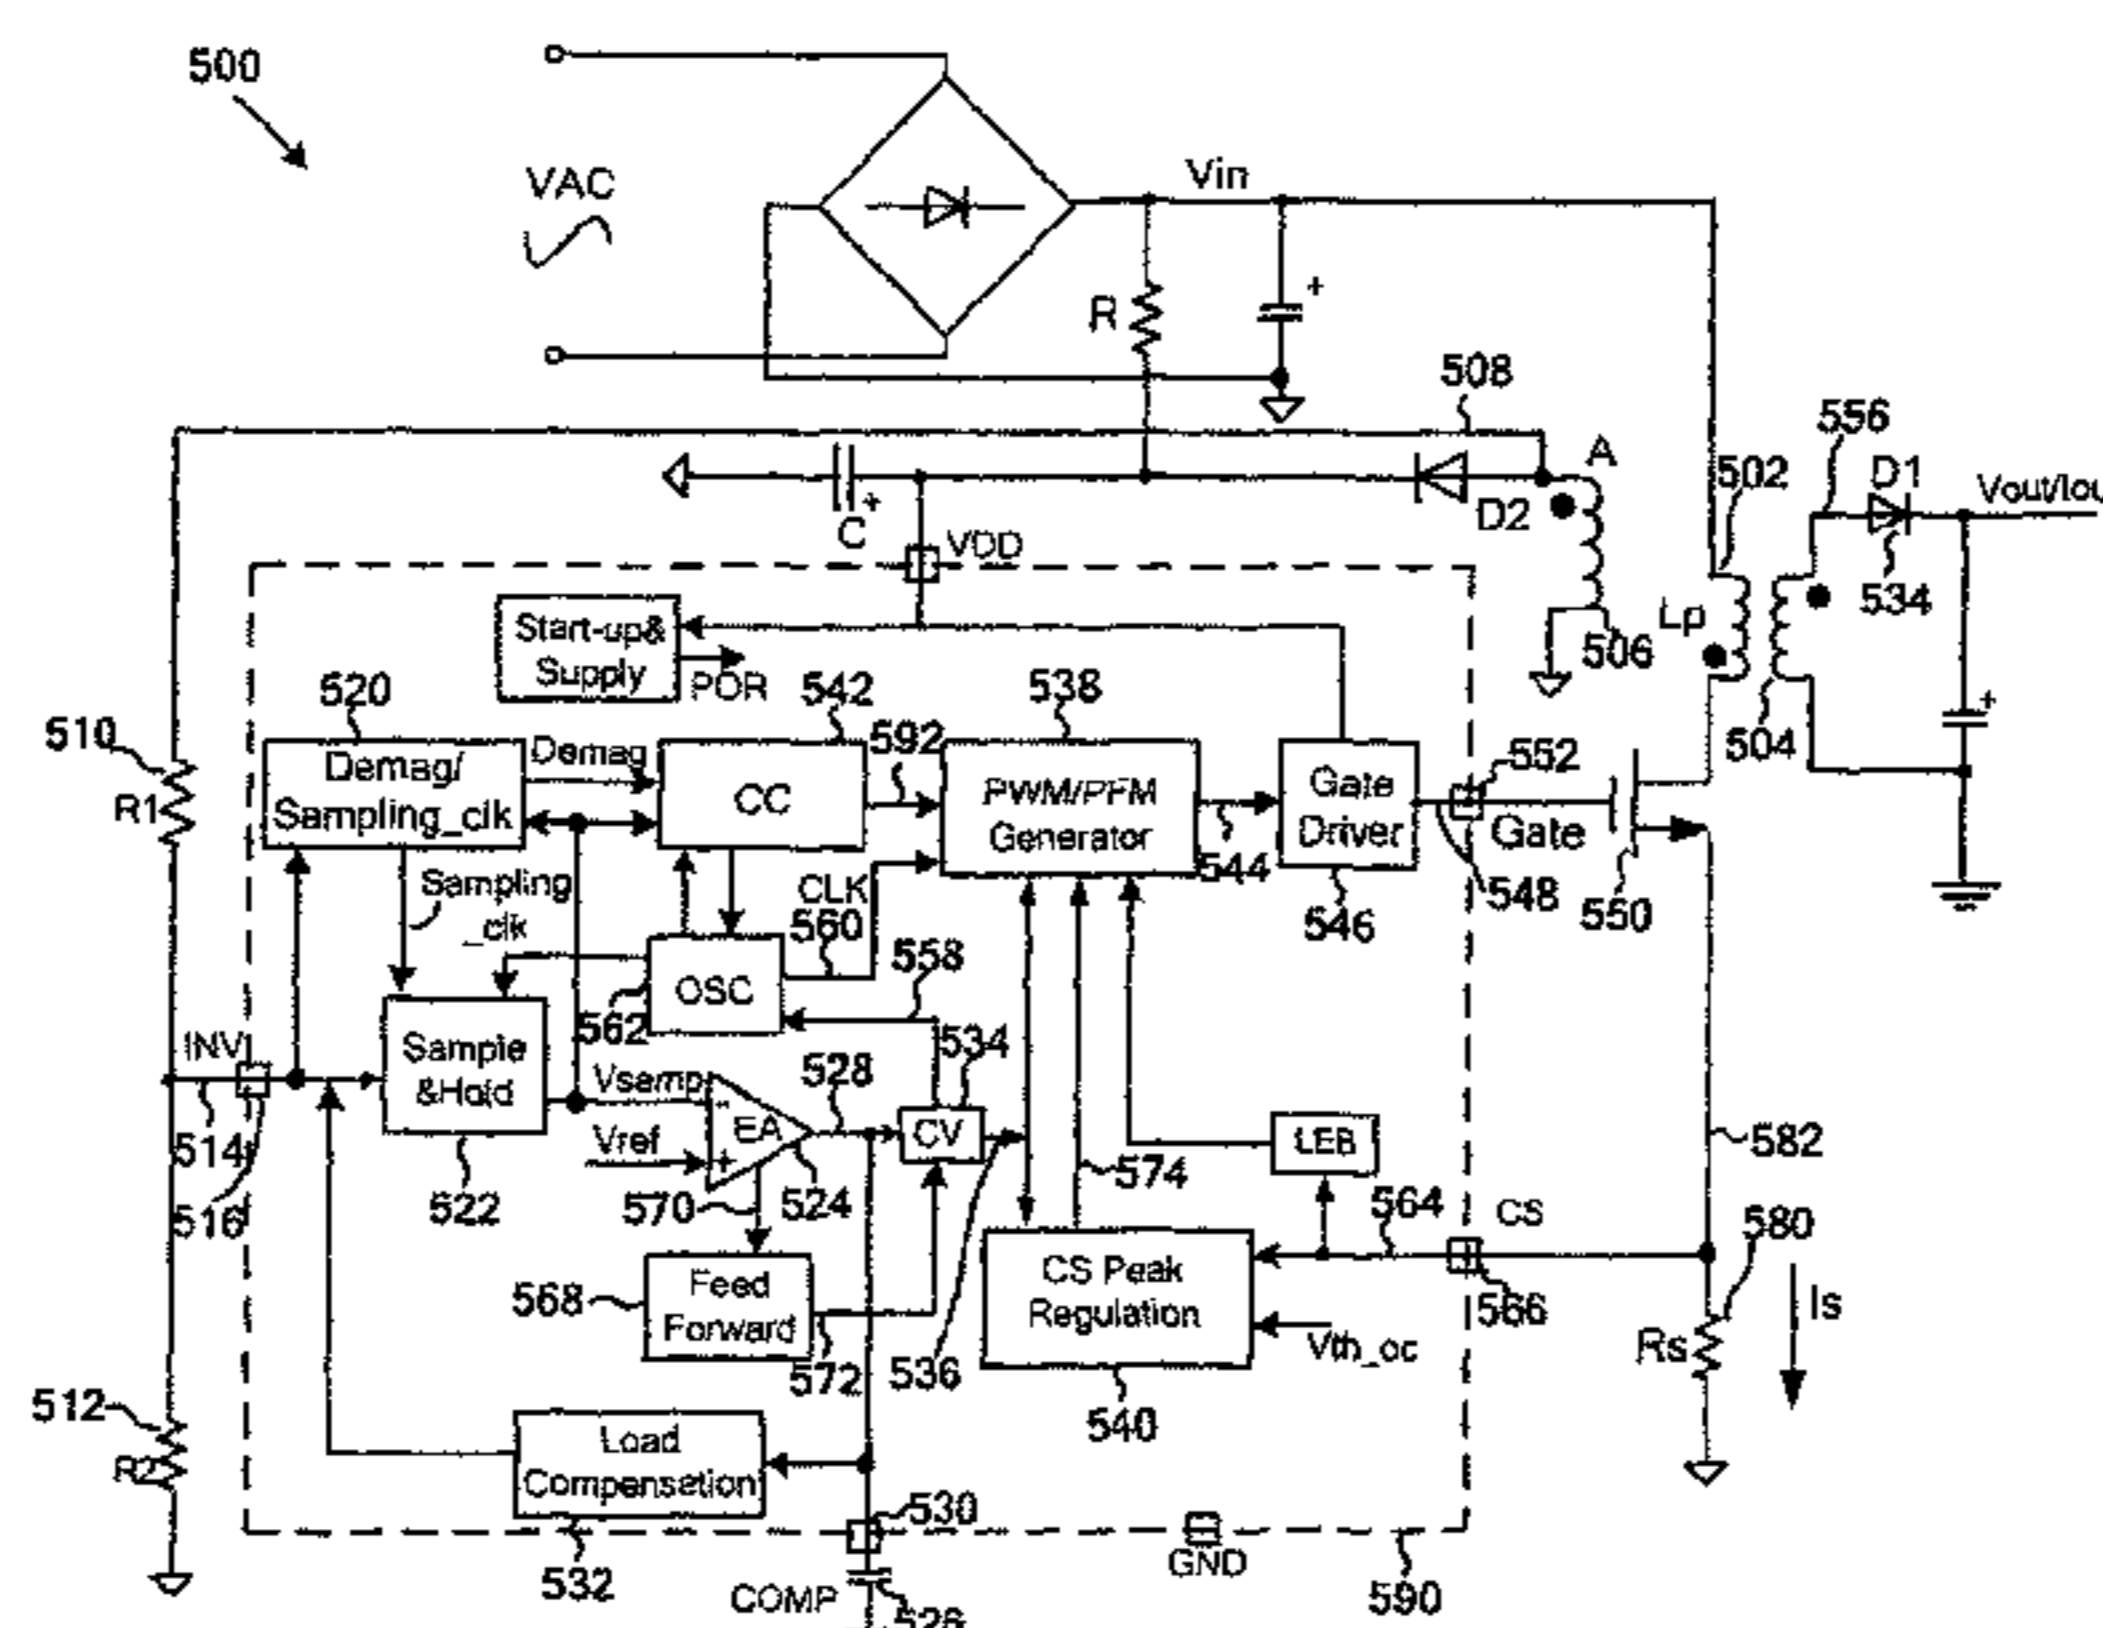 500
VAC
Vin
R
+
508
A
556
502
D1
Vout/Iou
D2
C
+
VDD
534
Lp
506
Start-up&
Supply
POR
520
542
538
592
510
Demag/
Sampling_clk
Demag
CC
PWM/PFM
Generator
Gate
Driver
552
504
+
R1
Gate
544
548
550
546
Sampling
_clk
CLK
560
558
OSC
562
534
INV
Sample
&Hold
Vsamp
528
-
EA
+
CV
LEB
582
514
Vref
574
516
522
570
524
564
CS
580
568
Feed
Forward
CS Peak
Regulation
566
Is
572
536
Vth_oc
Rs
512
R2
540
Load
Compensation
530
532
COMP
526
GND
590